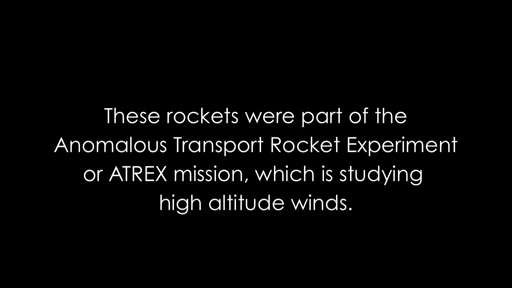 These rockets were part of the
Anomalous Transport Rocket Experiment
or ATREX mission, which is studying
high altitude winds.